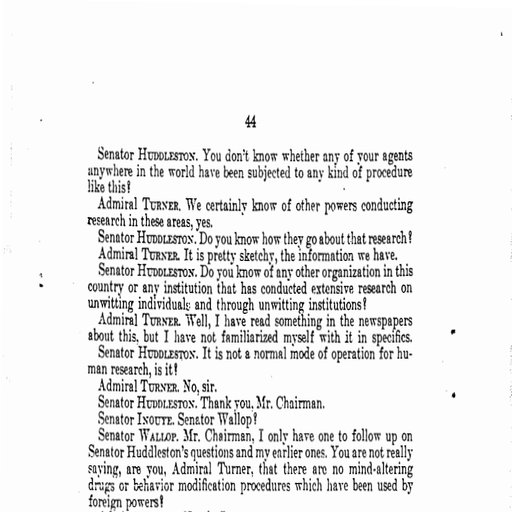 44
Senator HUDDLESTON. You don't know whether any of your agents
anywhere in the world have been subjected to any kind of procedure
like this?
Admiral TURNER. We certainly know of other powers conducting
research in these areas, yes.
Senator HUDDLESTON. Do you know how they go about that research?
Admiral TURNER. It is pretty sketchy, the information we have.
Senator HUDDLESTON. Do you know of any other organization in this
country or any institution that has conducted extensive research on
unwitting individuals and through unwitting institutions?
Admiral TURNER. Well, I have read something in the newspapers
about this, but I have not familiarized myself with it in specifics.
Senator HUDDLESTON. It is not a normal mode of operation for hu-
man research, is it?
Admiral TURNER. No, sir.
Senator HUDDLESTON. Thank you, Mr. Chairman.
Senator INOUYE. Senator Wallop?
Senator WALLOP. Mr. Chairman, I only have one to follow up on
Senator Huddleston's questions and my earlier ones. You are not really
saying, are you, Admiral Turner, that there are no mind-altering
drugs or behavior modification procedures which have been used by
foreign powers?